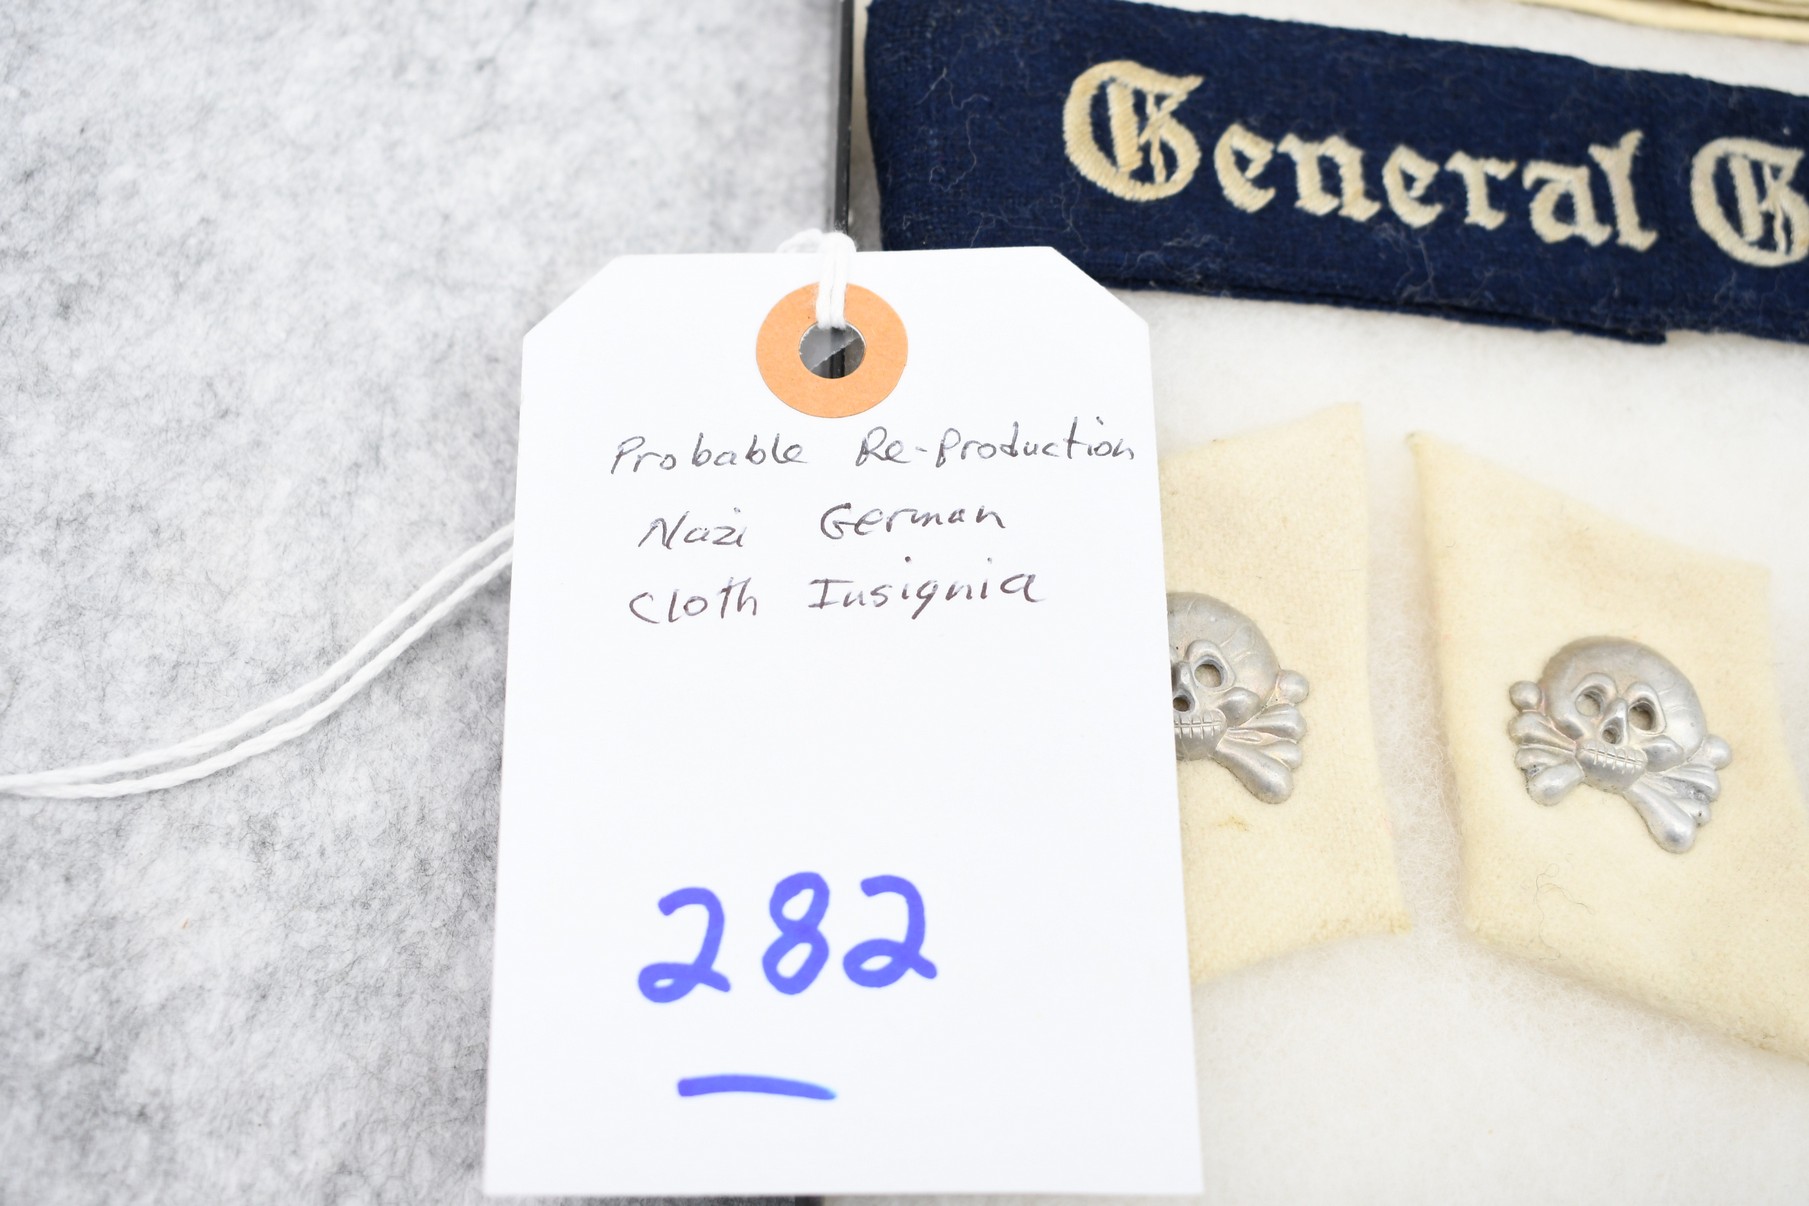 General G
Probable Re-Production
Nazi German
Cloth Insignia
282